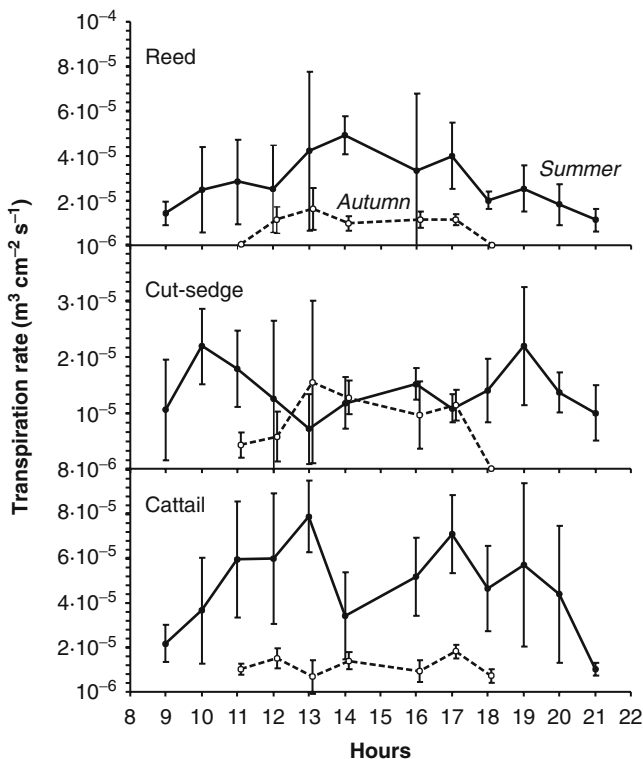 10⁻⁴
Reed
8·10⁻⁵
6·10⁻⁵
4·10⁻⁵
Summer
2·10⁻⁵
Autumn
10⁻⁶
Cut-sedge
3·10⁻⁵
2·10⁻⁵
10⁻⁵
8·10⁻⁶
Cattail
8·10⁻⁵
6·10⁻⁵
4·10⁻⁵
2·10⁻⁵
10⁻⁶
Transpiration rate (m³ cm⁻² s⁻¹)
8 9 10 11 12 13 14 15 16 17 18 19 20 21 22
Hours